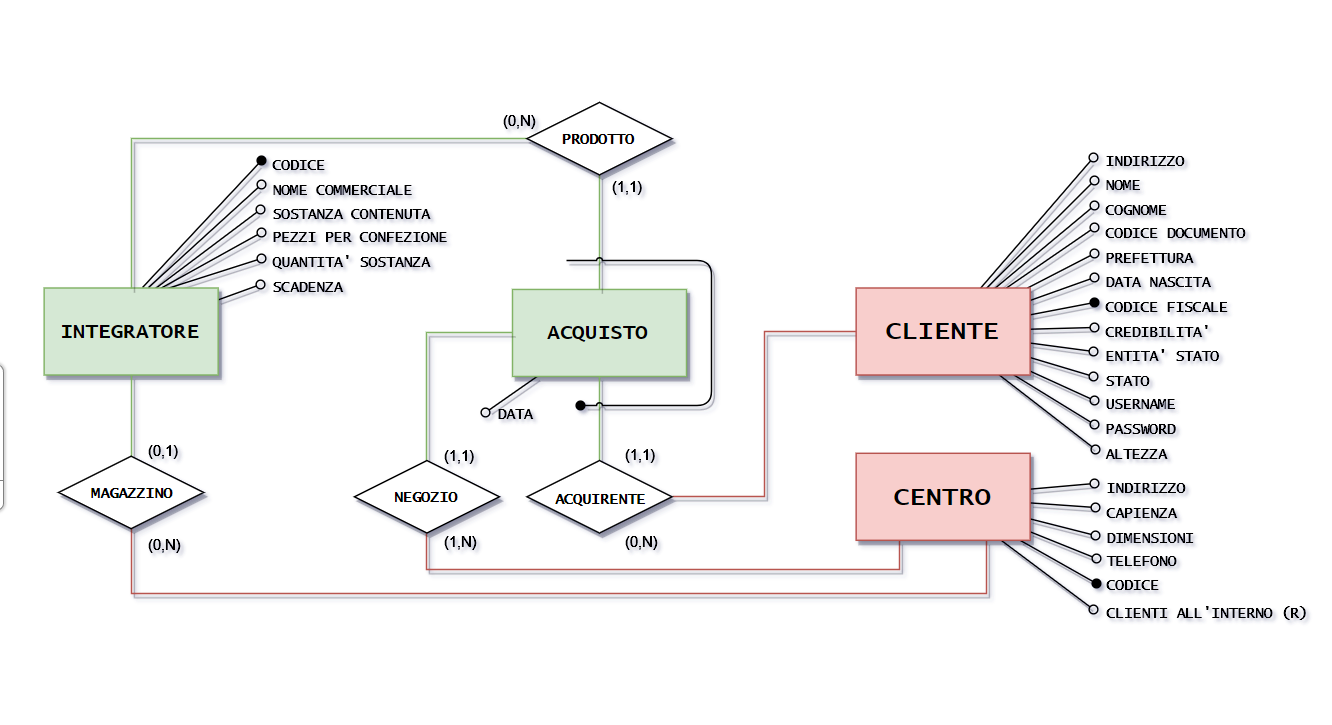 (0,N)
PRODOTTO
(1,1)
CODICE
NOME COMMERCIALE
SOSTANZA CONTENUTA
PEZZI PER CONFEZIONE
QUANTITA' SOSTANZA
SCADENZA
INTEGRATORE
ACQUISTO
DATA
CLIENTE
INDIRIZZO
NOME
COGNOME
CODICE DOCUMENTO
PREFETTURA
DATA NASCITA
CODICE FISCALE
CREDIBILITA'
ENTITA' STATO
STATO
USERNAME
PASSWORD
ALTEZZA
(0,1)
MAGAZZINO
(0,N)
(1,1)
NEGOZIO
(1,N)
(1,1)
ACQUIRENTE
(0,N)
CENTRO
INDIRIZZO
CAPIENZA
DIMENSIONI
TELEFONO
CODICE
CLIENTI ALL'INTERNO (R)